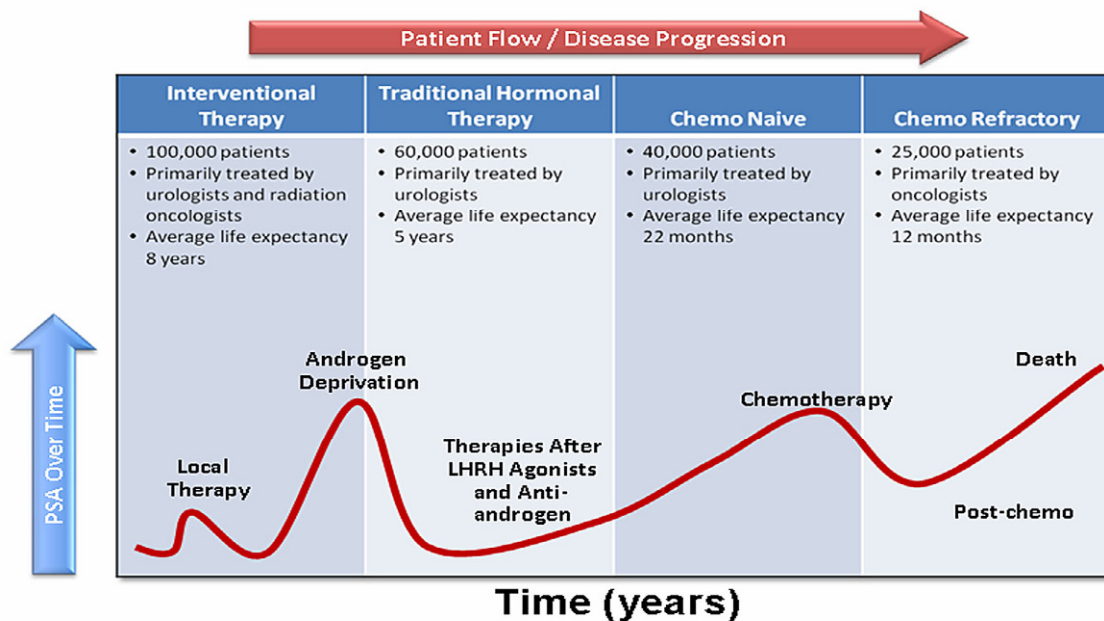 Patient Flow / Disease Progression
Interventional
Therapy
• 100,000 patients
• Primarily treated by
urologists and radiation
oncologists
• Average life expectancy
8 years
Traditional Hormonal
Therapy
• 60,000 patients
• Primarily treated by
urologists
• Average life expectancy
5 years
Chemo Naive
• 40,000 patients
• Primarily treated by
urologists
• Average life expectancy
22 months
Chemo Refractory
• 25,000 patients
• Primarily treated by
oncologists
• Average life expectancy
12 months
PSA Over Time
Local
Therapy
Androgen
Deprivation
Therapies After
LHRH Agonists
and Anti-
androgen
Chemotherapy
Death
Post-chemo
Time (years)